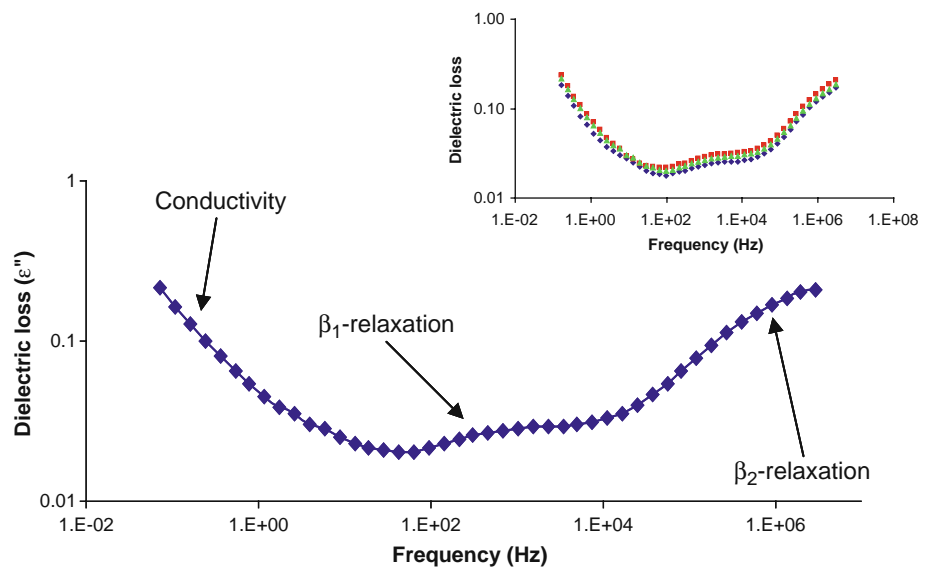 1.00
0.10
0.01
Dielectric loss
1.E-02
1.E+00
1.E+02
1.E+04
1.E+06
1.E+08
Frequency (Hz)
1
0.1
0.01
Dielectric loss (ε")
Conductivity
β1-relaxation
β2-relaxation
1.E-02
1.E+00
1.E+02
1.E+04
1.E+06
Frequency (Hz)